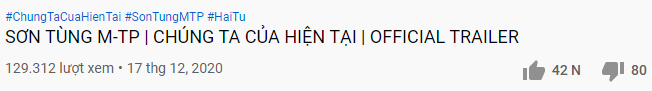 #ChungTaCuaHienTai #SonTungMTP #HaiTu
SƠN TÙNG M-TP | CHÚNG TA CỦA HIỆN TẠI | OFFICIAL TRAILER
129.312 lượt xem • 17 thg 12, 2020 42 N 80